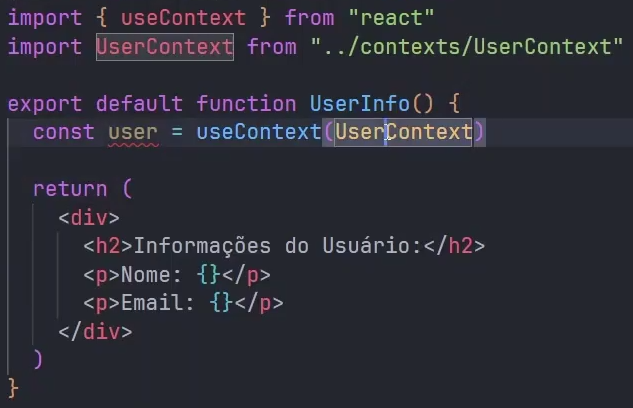 import { useContext } from "react"
import UserContext from "../contexts/UserContext"
export default function UserInfo() {
const user = useContext(UserContext)
return (
<div>
<h2>Informações do Usuário:</h2>
<p>Nome: {}</p>
<p>Email: {}</p>
</div>
)
}